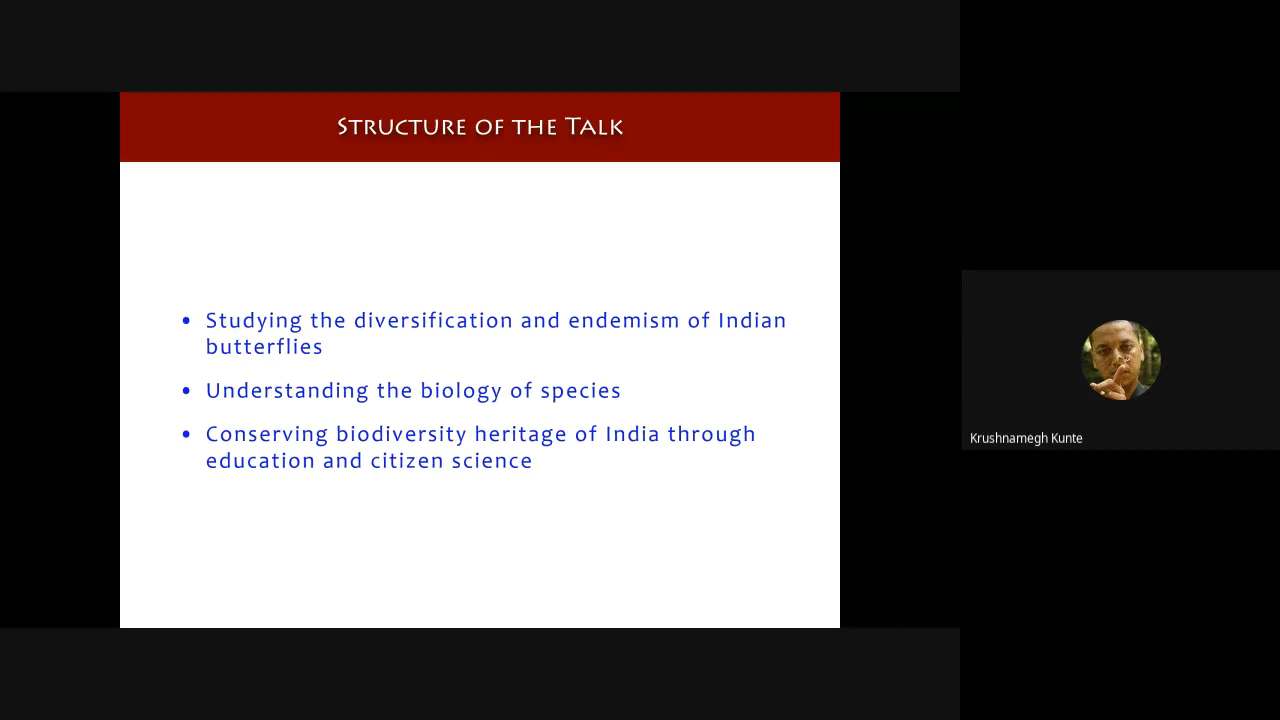 Structure of the Talk
• Studying the diversification and endemism of Indian
butterflies
• Understanding the biology of species
• Conserving biodiversity heritage of India through
education and citizen science
Krushnamegh Kunte